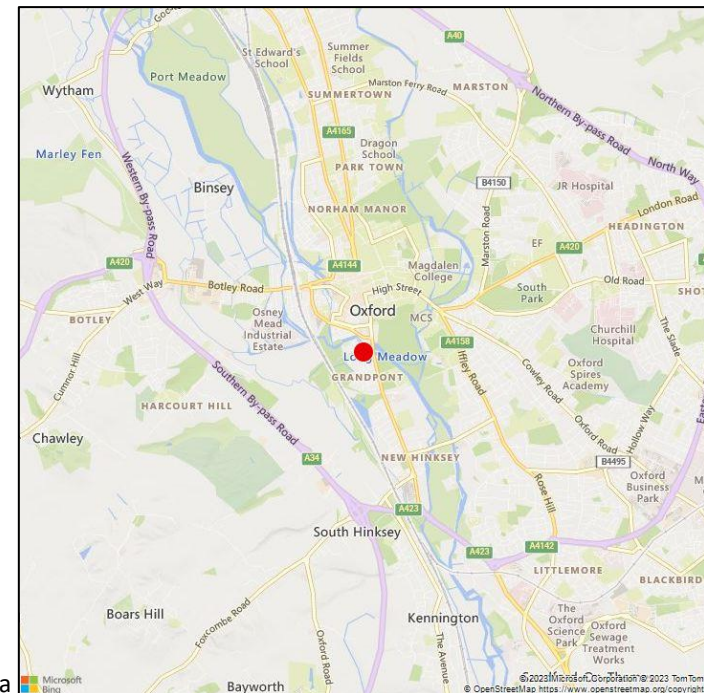 A40
St Edward's
School
Summer
Fields
School
Port Meadow
Marston Ferry Road
MARSTON
Wytham
SUMMERTOWN
Northern By-pass Road
A4165
Dragon
School
Marley Fen
PARK TOWN
North Way
Western By-pass Road
B4150
JR Hospital
Binsey
London Road
NORHAM MANOR
Marston Road
HEADINGTON
EF
A420
A420
A4144
Magdalen
College
High Street
South
Park
Old Road
West Way
Botley Road
SHOT
BOTLEY
Osney
Mead
Industrial
Estate
Oxford
MCS
A4158
Churchill
Hospital
The Slade
Cumnor Hill
Long Meadow
Iffley Road
Cowley Road
Oxford
Spires
Academy
GRANDPONT
Southern By-pass Road
HARCOURT HILL
Hollow Way
Oxford Road
Chawley
NEW HINKSEY
A34
B4495
Rose Hill
Oxford
Business
Park
A423
South Hinksey
A423
A4142
LITTLEMORE
BLACKBIRD
Boars Hill
Foxcombe Road
The
Oxford
Science
Park
Oxford
Sewage
Treatment
Works
Kennington
Oxford Road
The Avenue
Bayworth
a
Microsoft
Bing
© 2023 Microsoft Corporation © 2023 TomTom
© OpenStreetMap https://www.openstreetmap.org/copyright